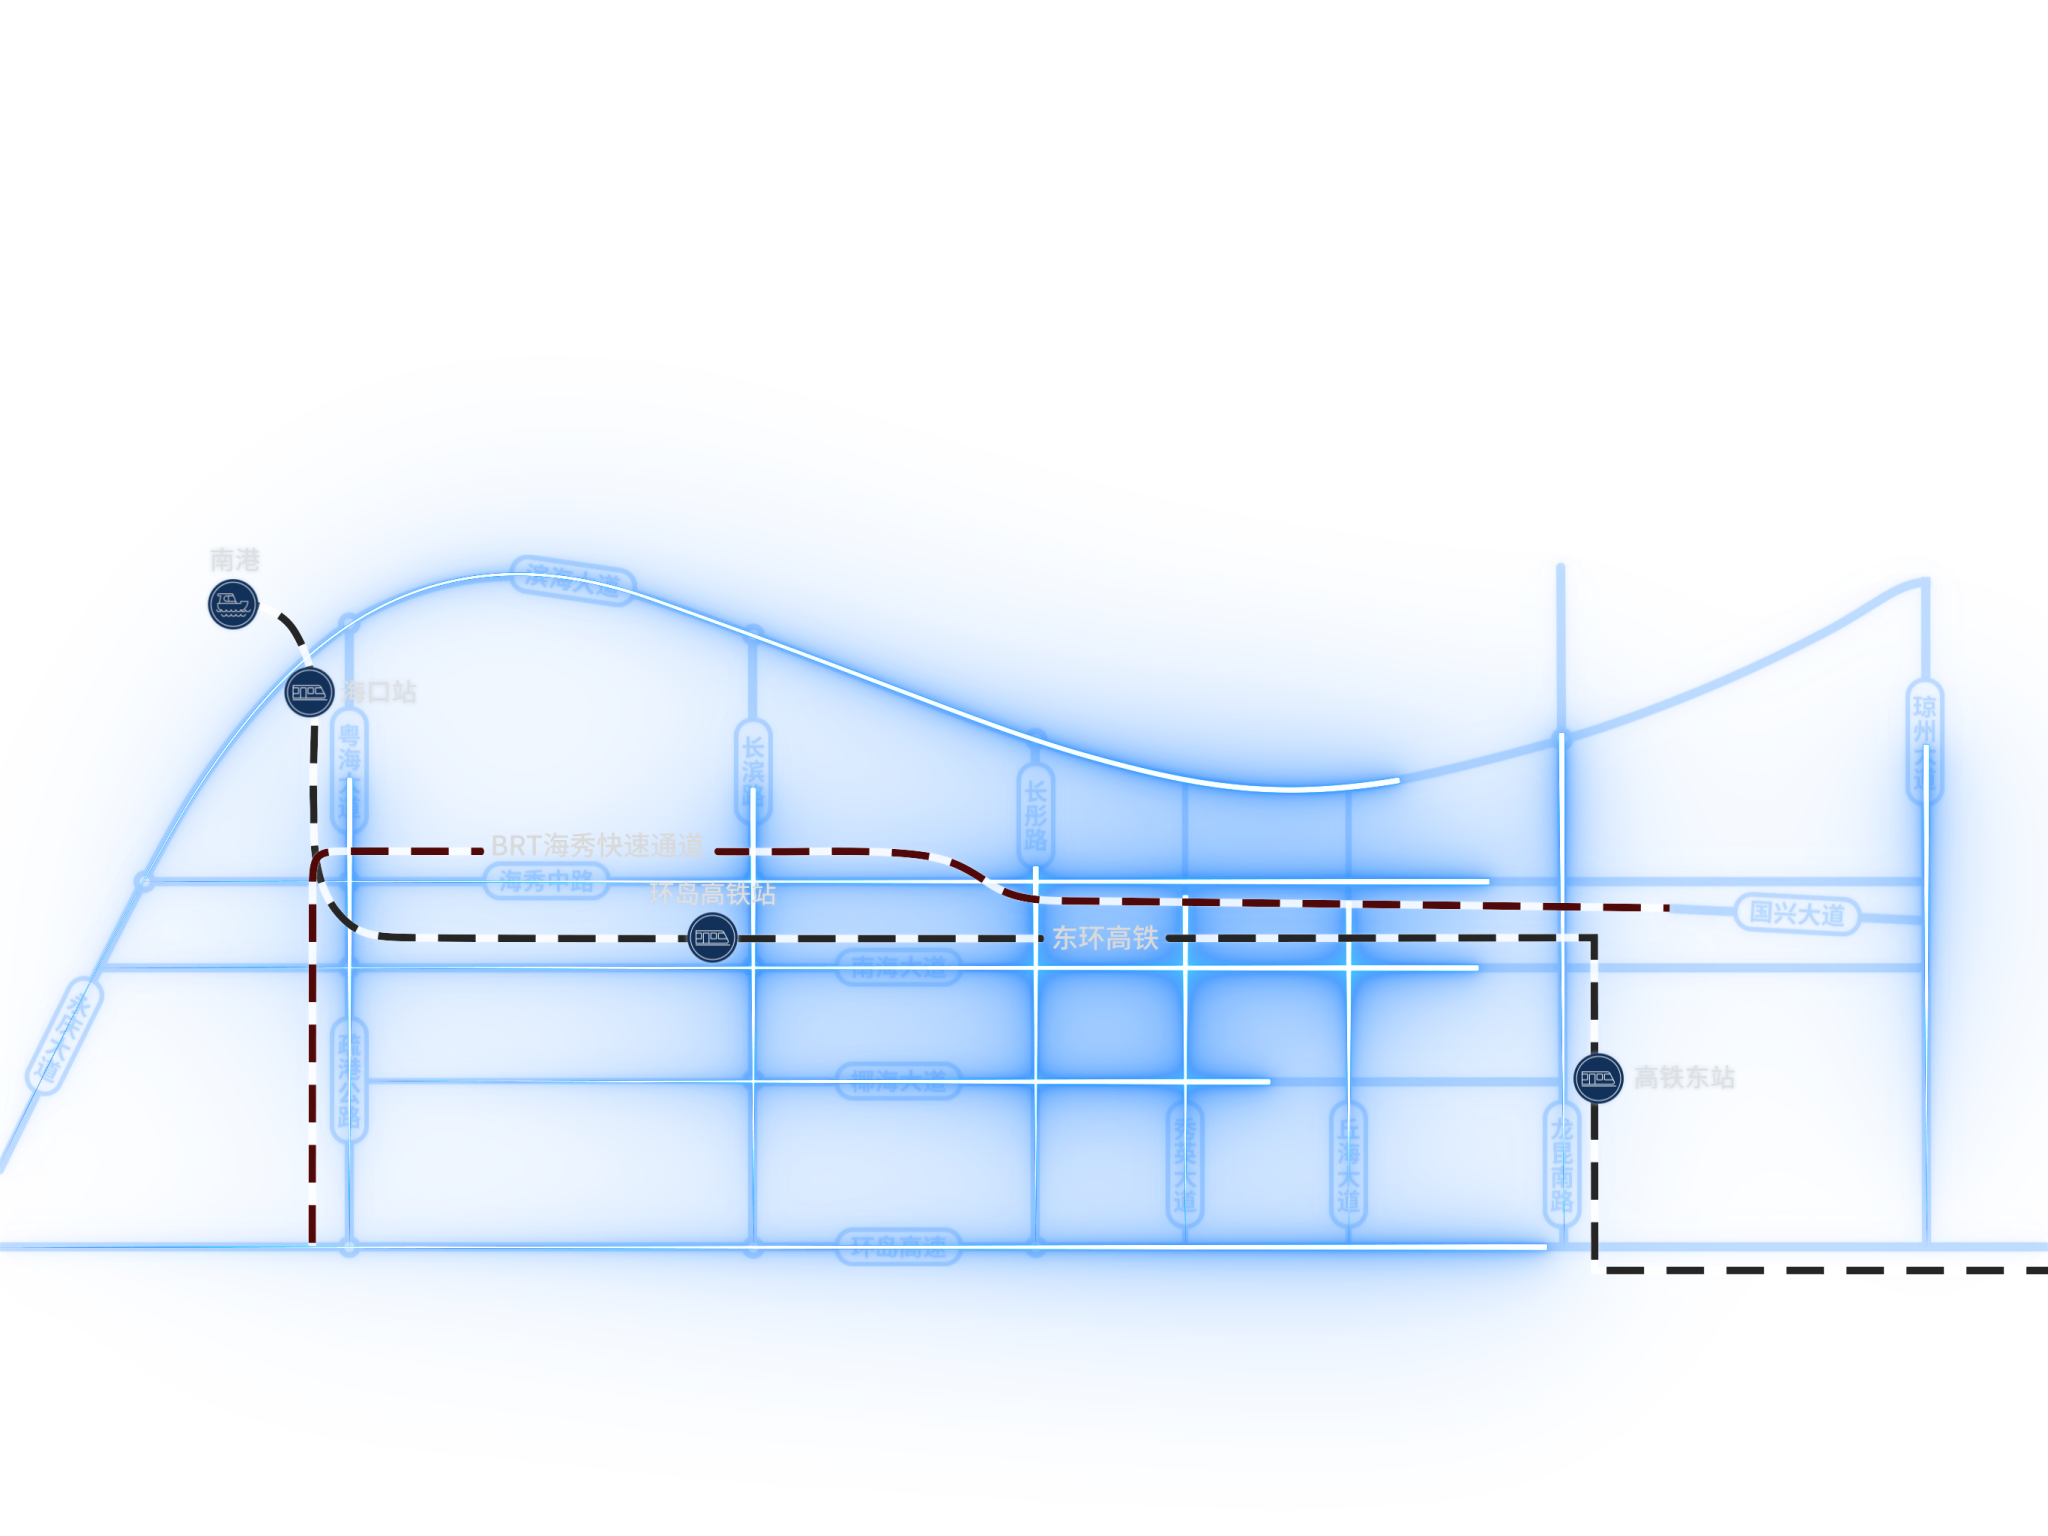 南港
滨海大道
海口站
粤海大道
长滨路
长彤路
琼州大道
BRT海秀快速通道
海秀中路
环岛高铁站
国兴大道
东环高铁
南海大道
椰海大道
高铁东站
秀英大道
丘海大道
龙昆南路
环岛高速